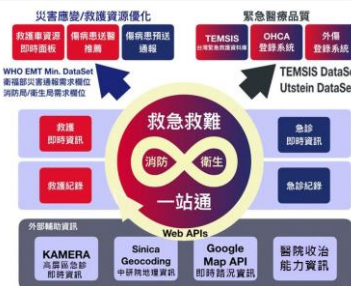 災害應變/救護資源優化
緊急醫療品質
救護車資源
即時面板
傷病患送醫
推薦
傷病患預送
通報
TEMSIS
台灣緊急救護資料庫
OHCA
登錄系統
外傷
登錄系統
WHO EMT Min. DataSet
衛福部災害通報需求欄位
消防局/衛生局需求欄位
TEMSIS DataSe
Utstein DataSe
救護
即時資訊
救護紀錄
救急救難
消防
衛生
一站通
Web APIs
急診
即時資訊
急診紀錄
外部輔助資訊
KAMERA
高屏區急診
即時資訊
Sinica
Geocoding
中研院地理資訊
Google
Map API
即時路況資訊
醫院收治
能力資訊